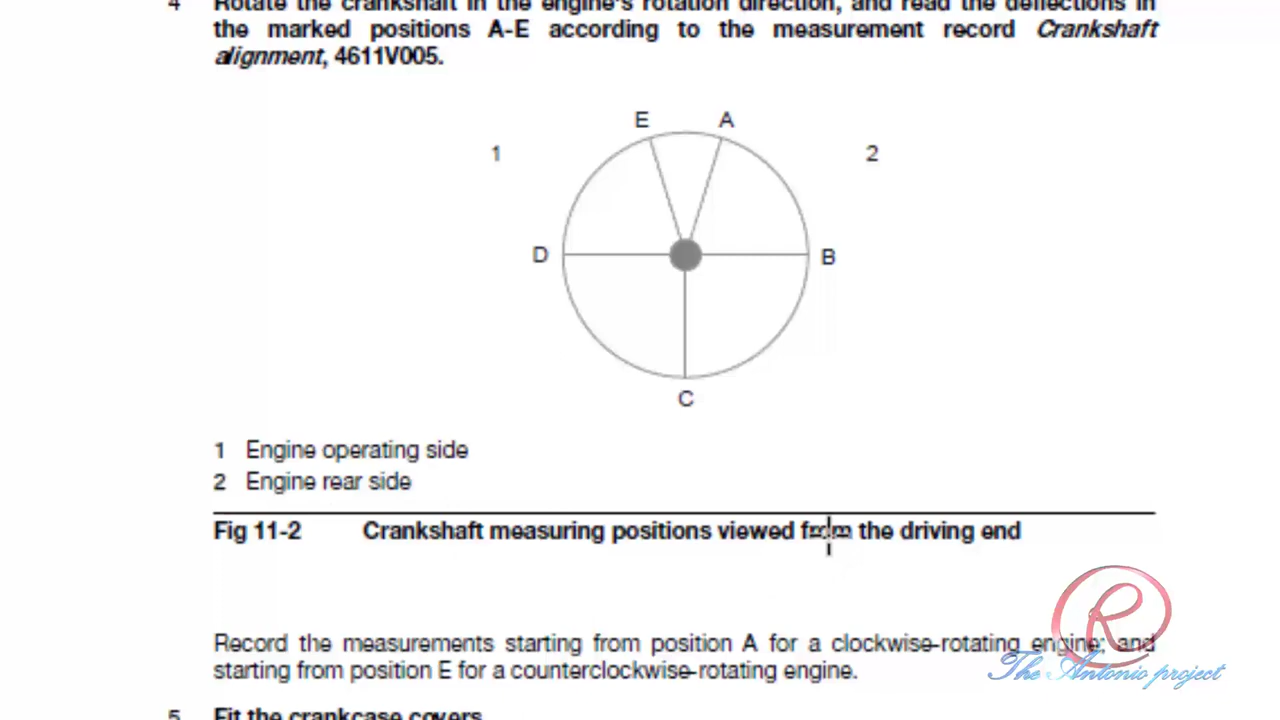 4 Rotate the crankshaft in the engine's rotation direction, and read the deflections in
the marked positions A-E according to the measurement record Crankshaft
alignment, 4611V005.
E A
1 2
D B
C
1 Engine operating side
2 Engine rear side
Fig 11-2 Crankshaft measuring positions viewed from the driving end
R
Record the measurements starting from position A for a clockwise-rotating engine; and
starting from position E for a counterclockwise-rotating engine.
The Antonio project
5 Fit the crankcase covers